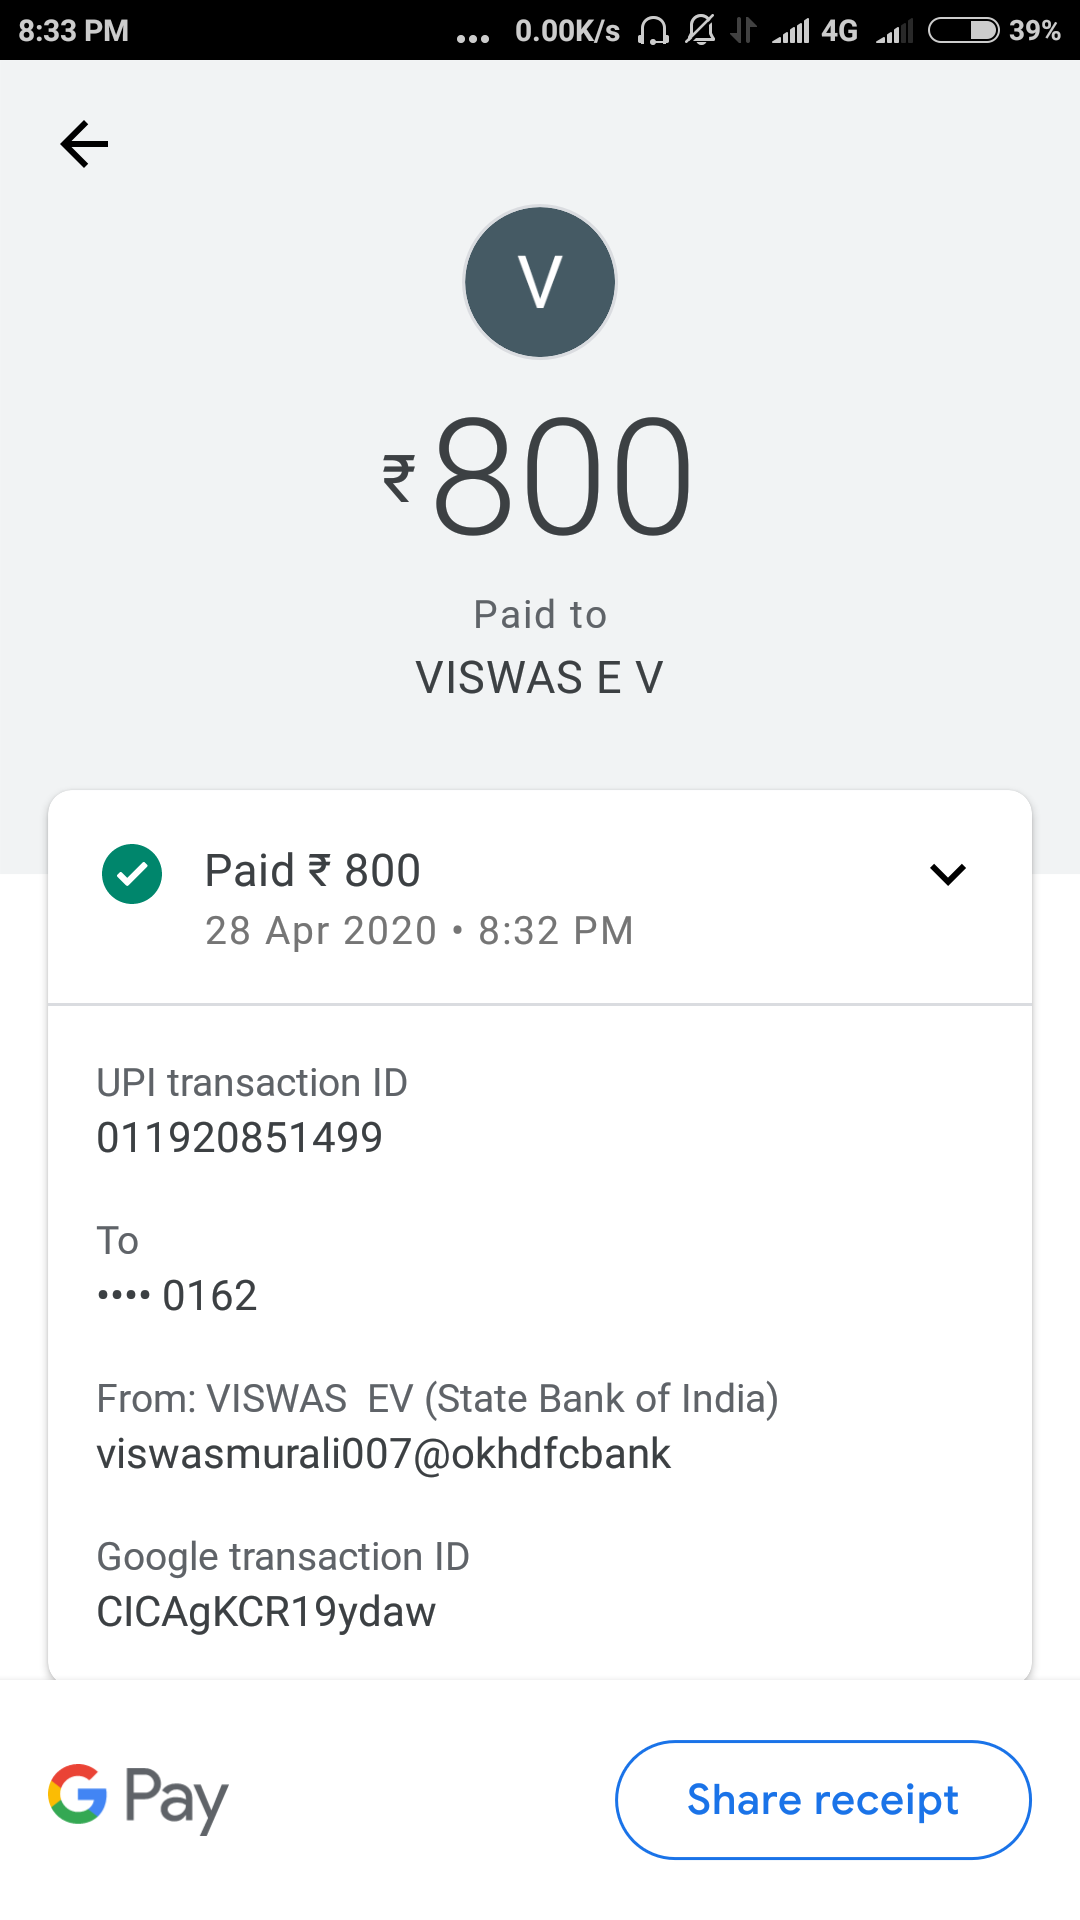 8:33 PM ... 0.00K/s 4G 39%
V
₹800
Paid to
VISWAS E V
Paid ₹ 800
28 Apr 2020 • 8:32 PM
UPI transaction ID
011920851499
To
•••• 0162
From: VISWAS  EV (State Bank of India)
viswasmurali007@okhdfcbank
Google transaction ID
CICAgKCR19ydaw
G Pay
Share receipt